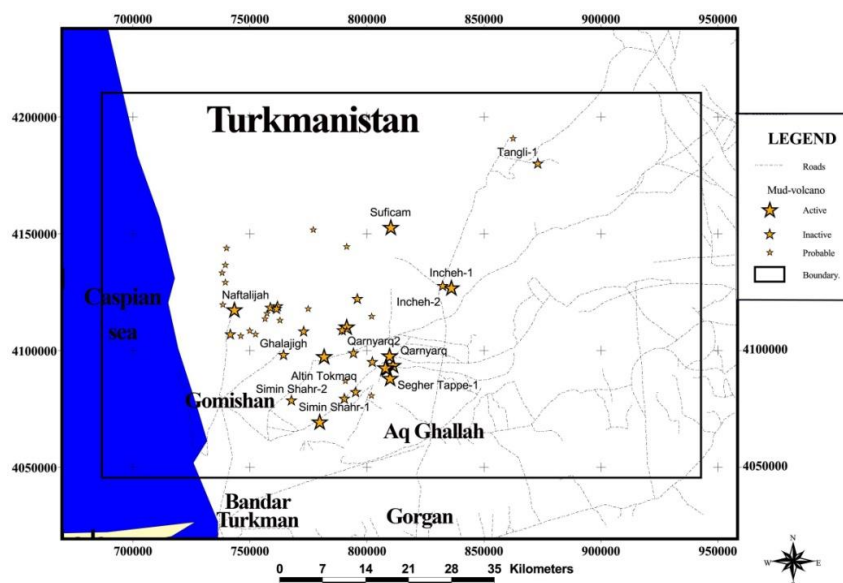 700000 750000 800000 850000 900000 950000
4200000
Turkmanistan
LEGEND
Roads
Mud-volcano
Active
Inactive
Probable
Boundary.
Tangli-1
4150000
Suficam
Incheh-1
Incheh-2
Naftalijah
Caspian
sea
4100000
4100000
Ghalajigh
Qarnyarq2
Qarnyarq
Altin Tokmaq
Segher Tappe-1
Simin Shahr-2
Simin Shahr-1
Gomishan
Aq Ghallah
4050000
4050000
Bandar
Turkman
Gorgan
700000 750000 800000 850000 900000 950000
0 7 14 21 28 35 Kilometers
N
W E
S